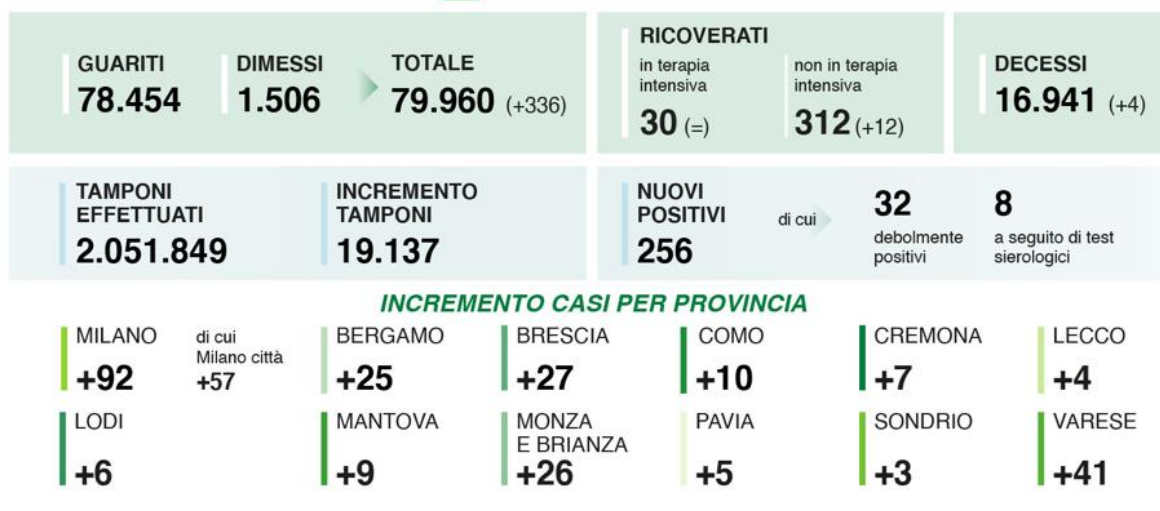 GUARITI
78.454
DIMESSI
1.506
TOTALE
79.960 (+336)
RICOVERATI
in terapia
intensiva
30 (=)
non in terapia
intensiva
312 (+12)
DECESSI
16.941 (+4)
TAMPONI
EFFETTUATI
2.051.849
INCREMENTO
TAMPONI
19.137
NUOVI
POSITIVI
256
di cui
32
debolmente
positivi
8
a seguito di test
sierologici
INCREMENTO CASI PER PROVINCIA
MILANO
+92
di cui
Milano città
+57
BERGAMO
+25
BRESCIA
+27
COMO
+10
CREMONA
+7
LECCO
+4
LODI
+6
MANTOVA
+9
MONZA
E BRIANZA
+26
PAVIA
+5
SONDRIO
+3
VARESE
+41